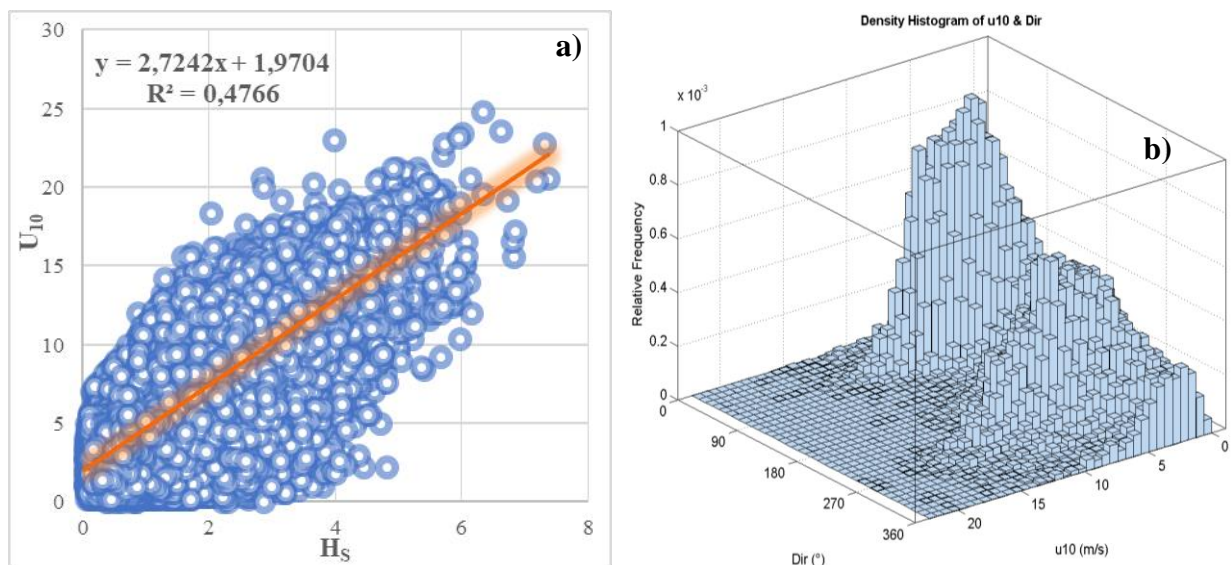 a)
y = 2,7242x + 1,9704
R² = 0,4766
U10
30
25
20
15
10
5
0
0 2 4 6 8
HS
Density Histogram of u10 & Dir
b)
x 10-3
Relative Frequency
1
0.8
0.6
0.4
0.2
0
0
90
180
270
360
Dir (°)
20
15
10
5
0
u10 (m/s)